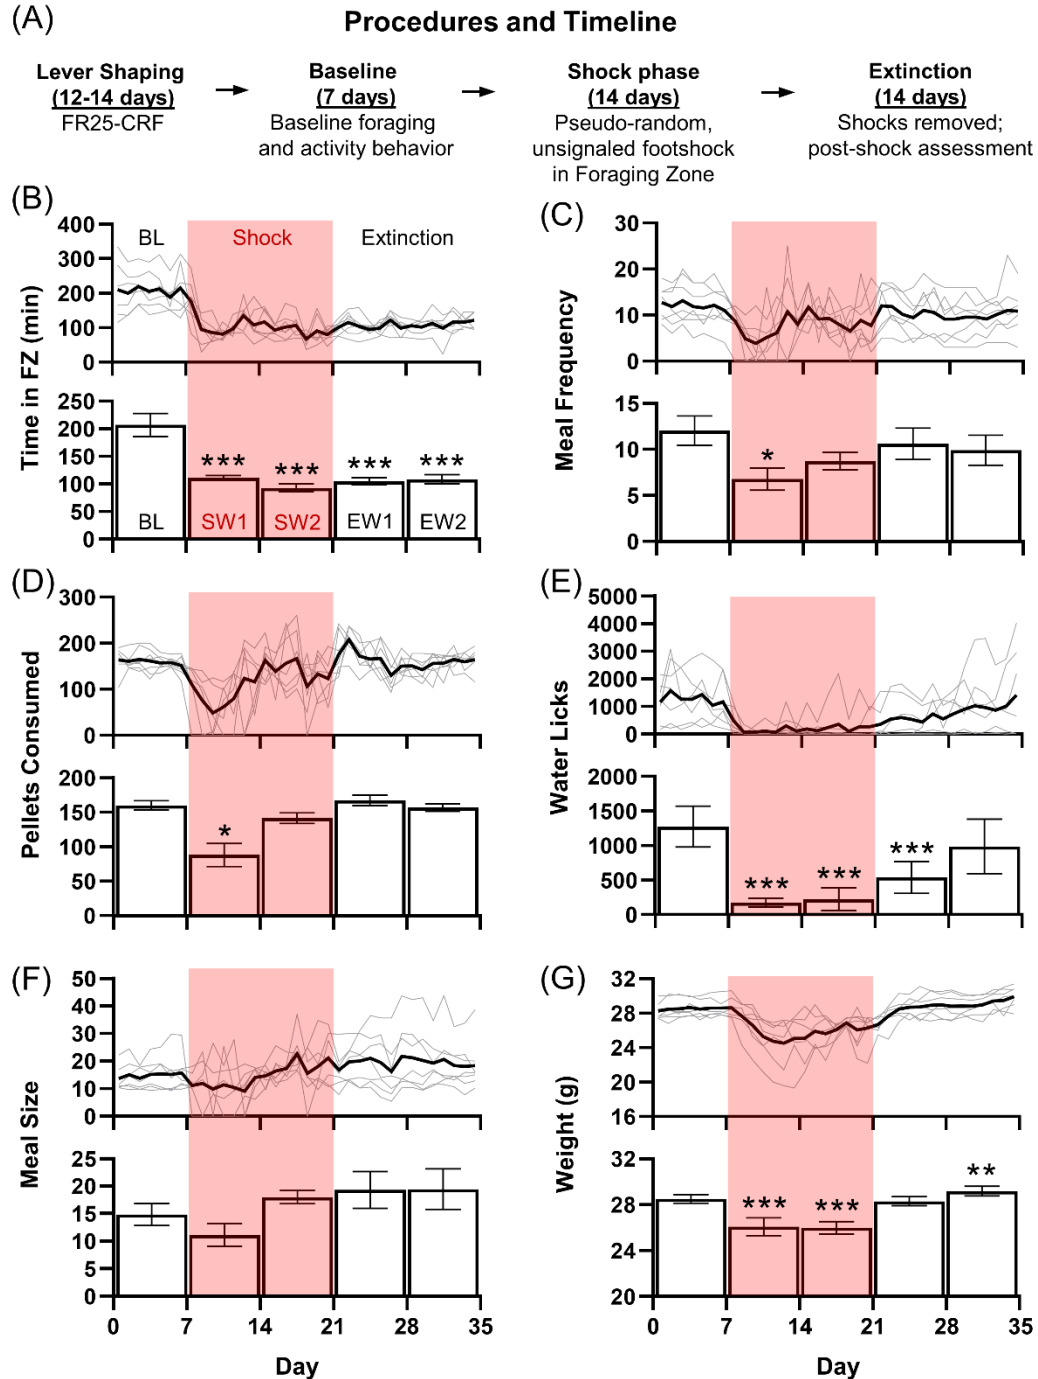 (A)
Procedures and Timeline
Lever Shaping
(12-14 days)
FR25-CRF
Baseline
(7 days)
Baseline foraging
and activity behavior
Shock phase
(14 days)
Pseudo-random,
unsignaled footshock
in Foraging Zone
Extinction
(14 days)
Shocks removed;
post-shock assessment
(B)
Time in FZ (min)
400
300
200
100
0
BL
Shock
Extinction
250
200
150
100
50
0
***
***
***
***
BL
SW1
SW2
EW1
EW2
(C)
Meal Frequency
30
20
10
0
15
10
5
0
*
(D)
Pellets Consumed
300
200
100
0
200
150
100
50
0
*
(E)
Water Licks
5000
4000
3000
2000
1000
0
2000
1500
1000
500
0
***
***
***
(F)
Meal Size
50
40
30
20
10
0
25
20
15
10
5
0
0 7 14 21 28 35
Day
(G)
Weight (g)
32
28
24
20
16
32
28
24
20
***
***
**
0 7 14 21 28 35
Day